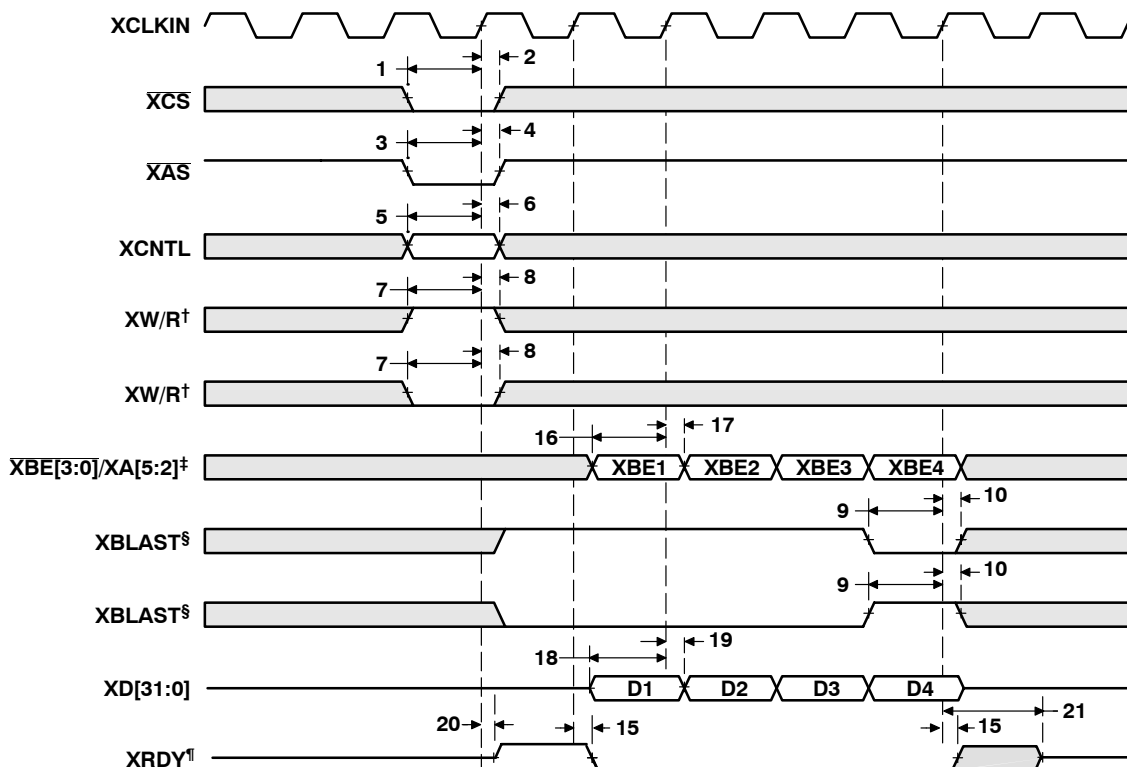 XCLKIN
1 2
XCS
3 4
XAS
5 6
XCNTL
7 8
XW/R†
7 8
XW/R†
16 17
XBE[3:0]/XA[5:2]‡ XBE1 XBE2 XBE3 XBE4
9 10
XBLAST§
9 10
XBLAST§
18 19
XD[31:0] D1 D2 D3 D4
20 15 15 21
XRDY¶